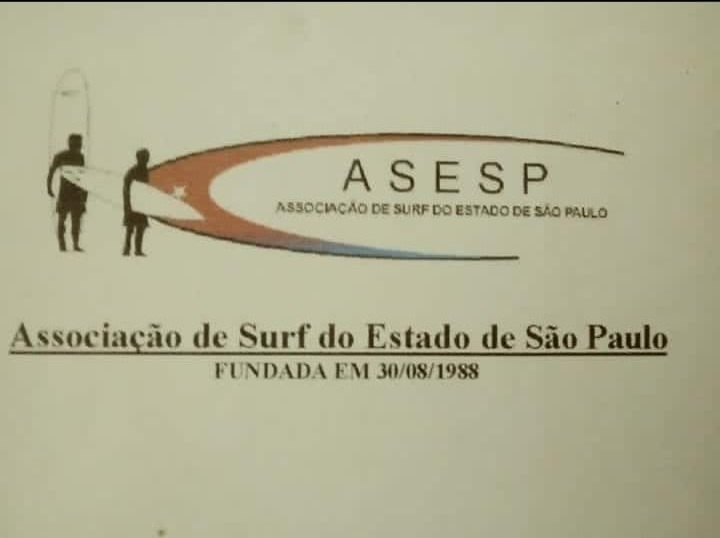 ASESP
ASSOCIAÇÃO DE SURF DO ESTADO DE SÃO PAULO
Associação de Surf do Estado de São Paulo
FUNDADA EM 30/08/1988